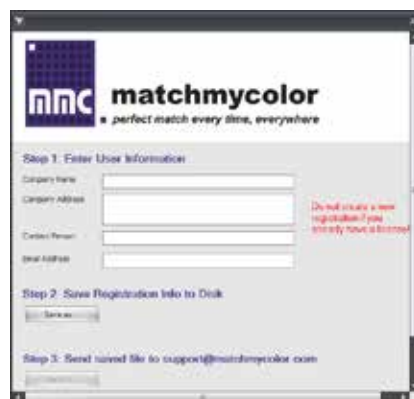 mmc
matchmycolor
perfect match every time, everywhere
Step 1: Enter User Information
Company Name
Company Address
Do not create a new
registration if you
already have a license!
Contact Person
Email Address
Step 2: Save Registration Info to Disk
Save as
Step 3: Send saved file to support@matchmycolor.com